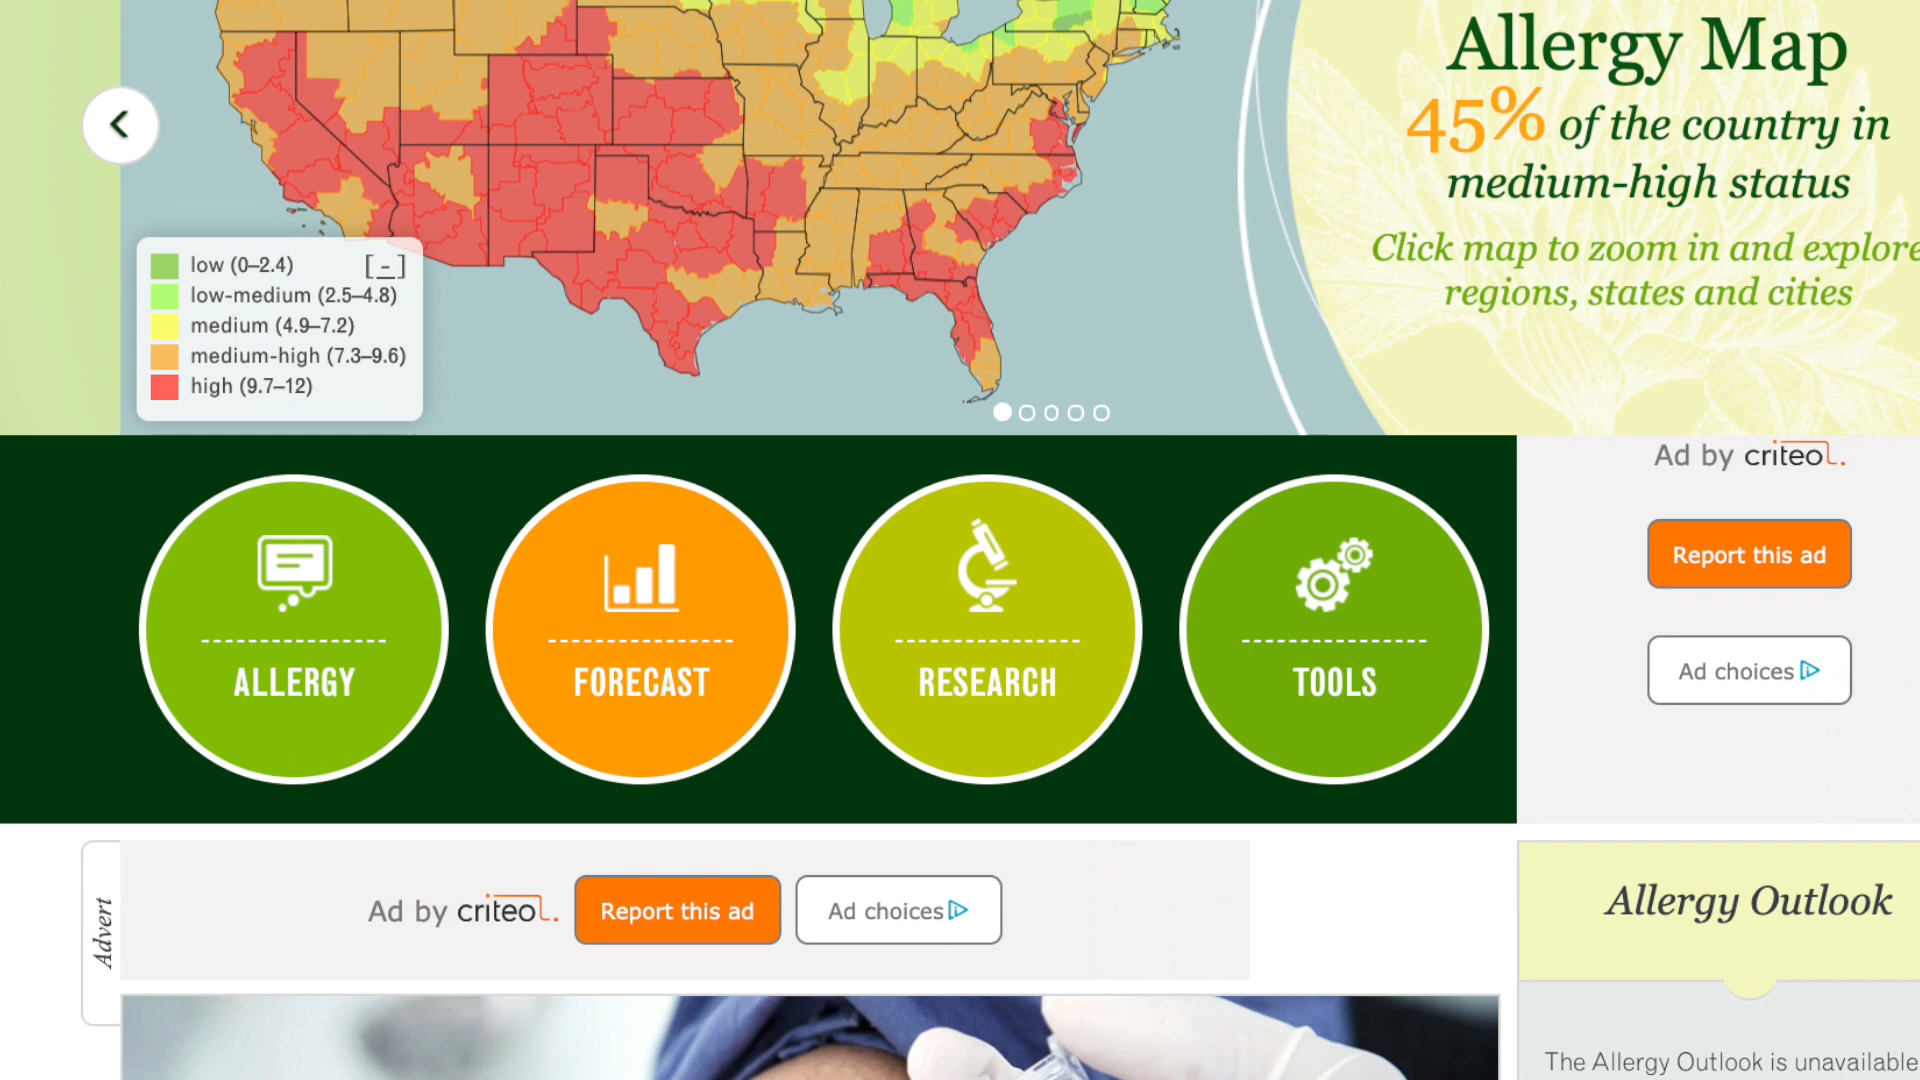 Allergy Map
45% of the country in
medium-high status
Click map to zoom in and explore
regions, states and cities
low (0–2.4) [-]
low-medium (2.5–4.8)
medium (4.9–7.2)
medium-high (7.3–9.6)
high (9.7–12)
Ad by criteo.
Report this ad
Ad choices
ALLERGY
FORECAST
RESEARCH
TOOLS
Advert
Ad by criteo.
Report this ad
Ad choices
Allergy Outlook
The Allergy Outlook is unavailable